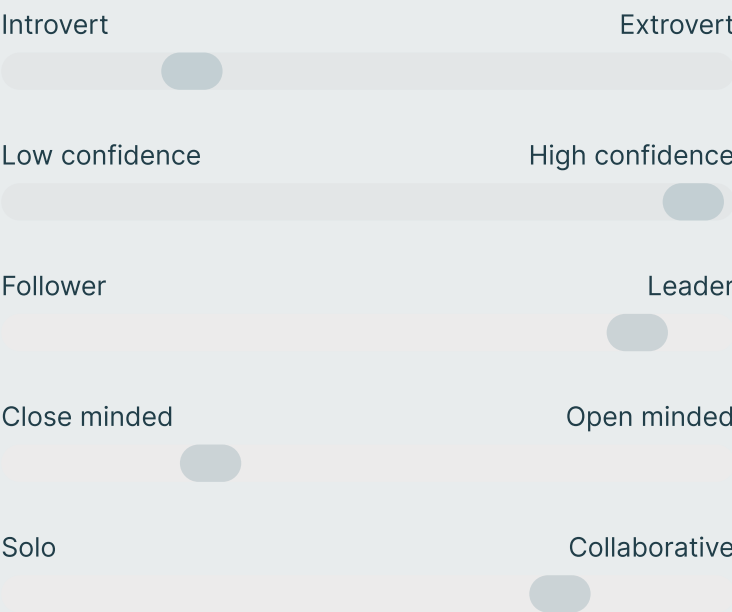 Introvert Extrovert
Low confidence High confidence
Follower Leader
Close minded Open minded
Solo Collaborative